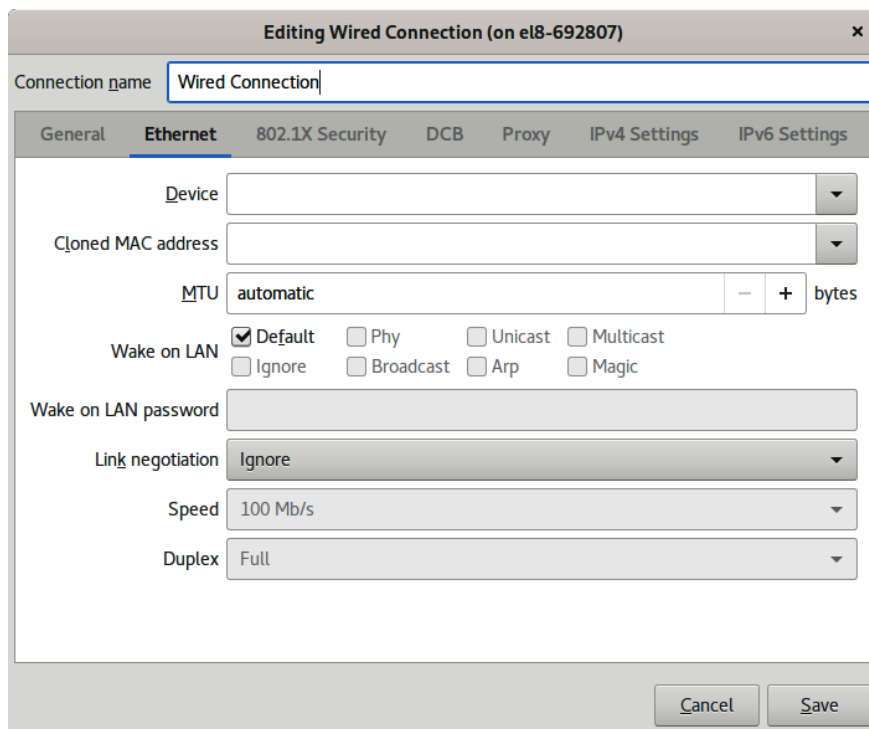 Editing Wired Connection (on el8-692807) ×
Connection name Wired Connection
General Ethernet 802.1X Security DCB Proxy IPv4 Settings IPv6 Settings
Device
Cloned MAC address
MTU automatic − + bytes
Wake on LAN
Default Phy Unicast Multicast
Ignore Broadcast Arp Magic
Wake on LAN password
Link negotiation Ignore
Speed 100 Mb/s
Duplex Full
Cancel Save